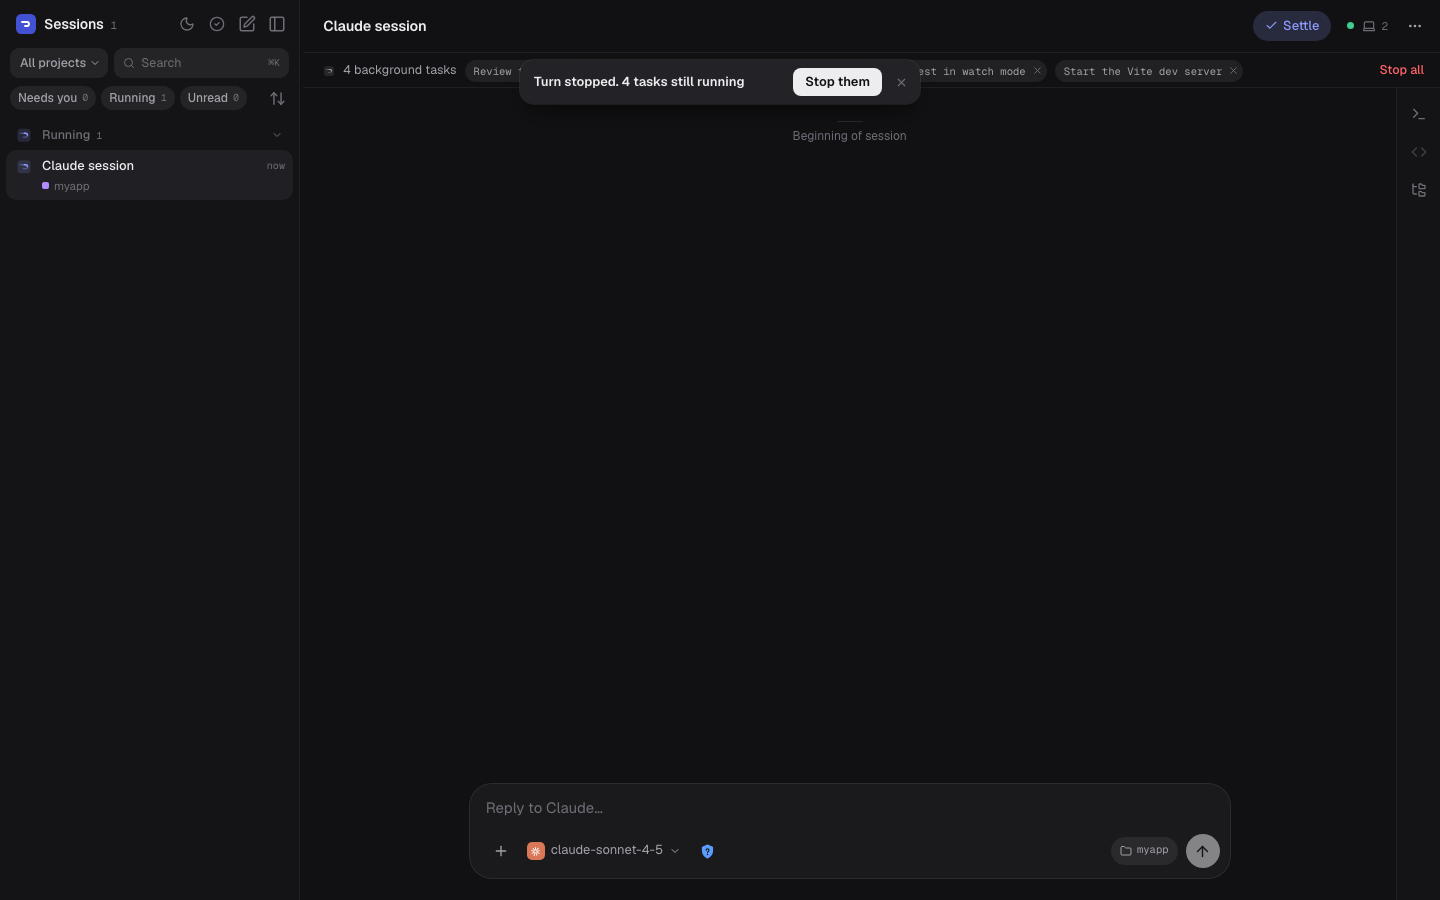 Sessions 1
All projects
Search ⌘K
Needs you 0 Running 1 Unread 0
Running 1
Claude session now
myapp
Claude session
Settle
2
4 background tasks Review
Turn stopped. 4 tasks still running Stop them
in watch mode
Start the Vite dev server
Stop all
Beginning of session
Reply to Claude...
claude-sonnet-4-5
myapp